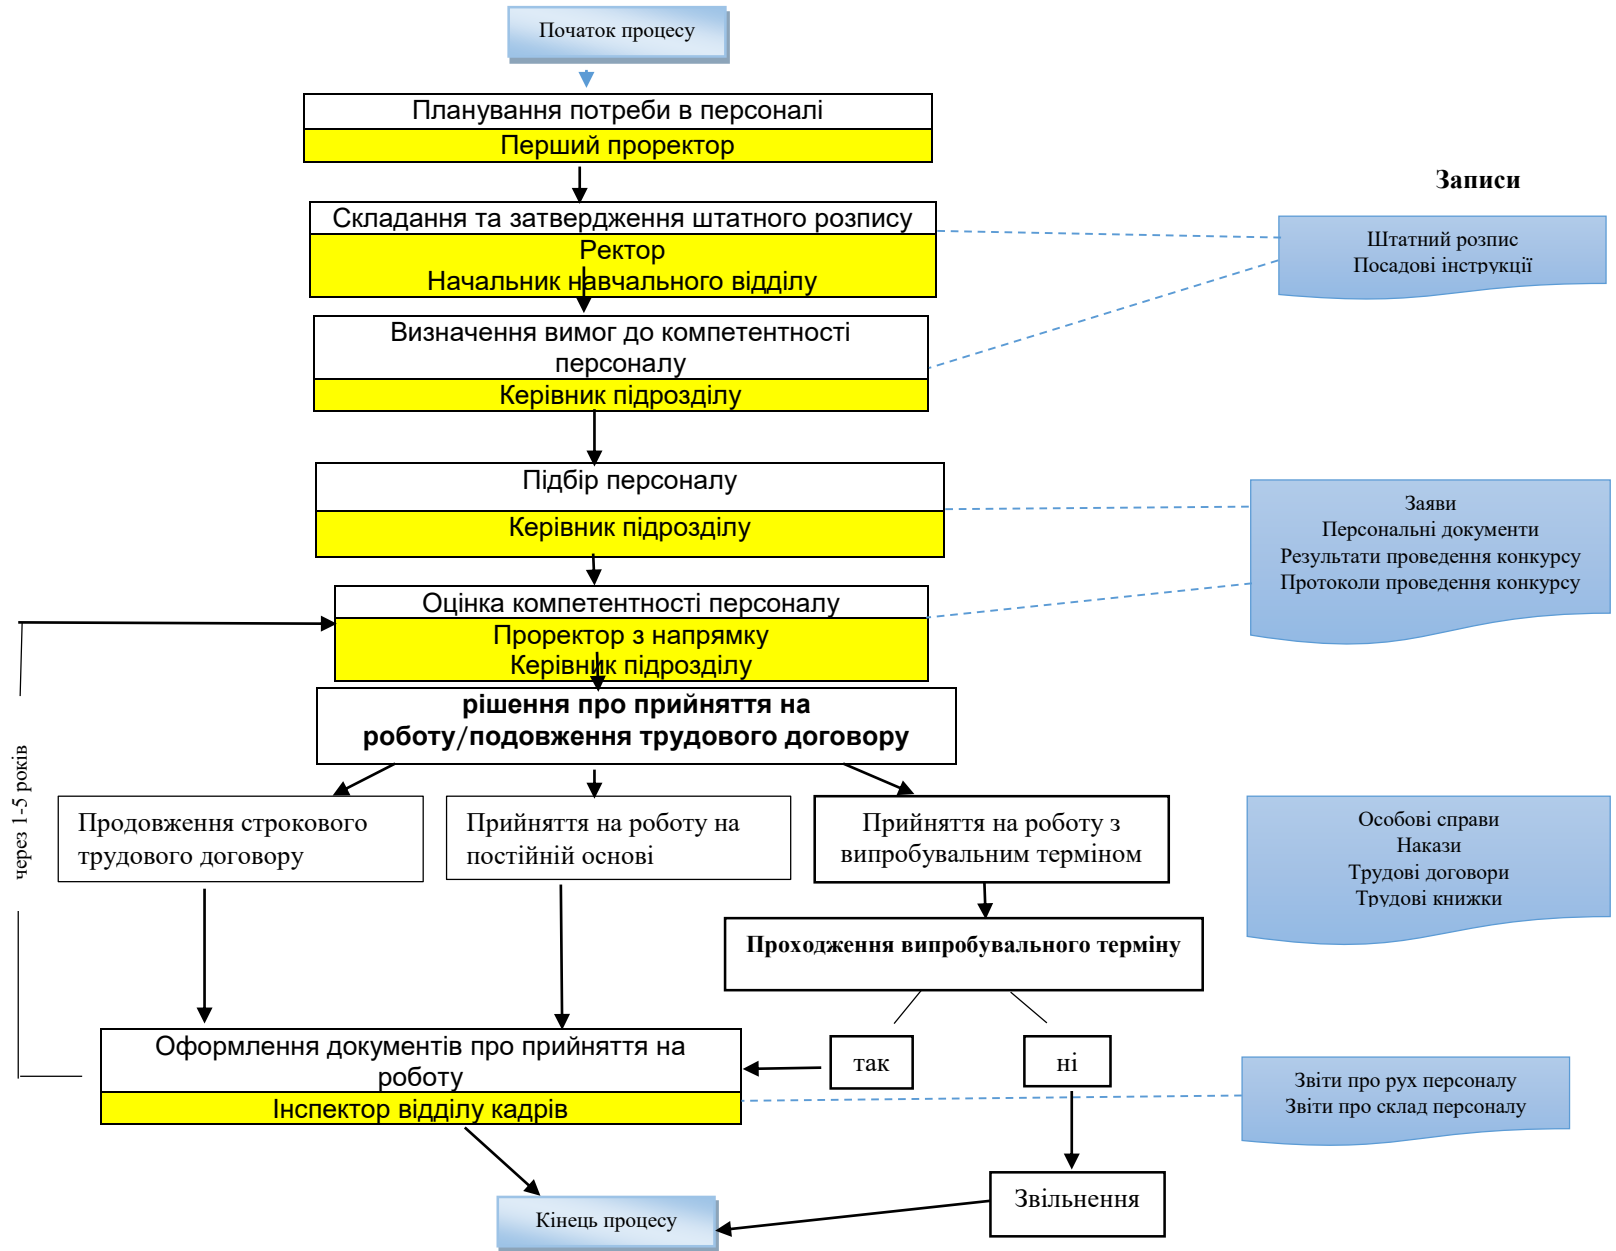 Початок процесу
Планування потреби в персоналі
Перший проректор
Записи
Складання та затвердження штатного розпису
Ректор
Начальник навчального відділу
Штатний розпис
Посадові інструкції
Визначення вимог до компетентності
персоналу
Керівник підрозділу
Підбір персоналу
Керівник підрозділу
Заяви
Персональні документи
Результати проведення конкурсу
Протоколи проведення конкурсу
Оцінка компетентності персоналу
Проректор з напрямку
Керівник підрозділу
рішення про прийняття на
роботу/подовження трудового договору
через 1-5 років
Продовження строкового
трудового договору
Прийняття на роботу на
постійній основі
Прийняття на роботу з
випробувальним терміном
Особові справи
Накази
Трудові договори
Трудові книжки
Проходження випробувального терміну
так
ні
Оформлення документів про прийняття на
роботу
Інспектор відділу кадрів
Звіти про рух персоналу
Звіти про склад персоналу
Звільнення
Кінець процесу